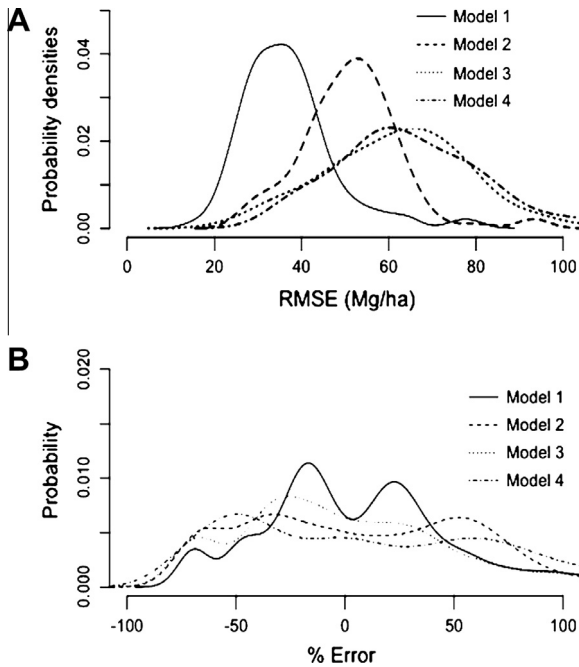 A
Probability densities
0.00
0.02
0.04
Model 1
Model 2
Model 3
Model 4
0
20
40
60
80
100
RMSE (Mg/ha)
B
Probability
0.000
0.010
0.020
Model 1
Model 2
Model 3
Model 4
-100
-50
0
50
100
% Error